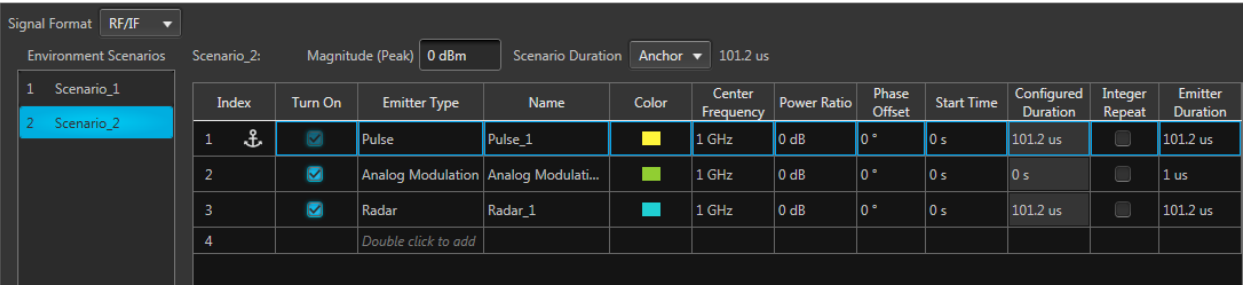 Signal Format RF/IF
Environment Scenarios Scenario_2: Magnitude (Peak) 0 dBm Scenario Duration Anchor 101.2 us
1 Scenario_1
2 Scenario_2
Index Turn On Emitter Type Name Color Center Frequency Power Ratio Phase Offset Start Time Configured Duration Integer Repeat Emitter Duration
1 Pulse Pulse_1 1 GHz 0 dB 0 ° 0 s 101.2 us 101.2 us
2 Analog Modulation Analog Modulati... 1 GHz 0 dB 0 ° 0 s 0 s 1 us
3 Radar Radar_1 1 GHz 0 dB 0 ° 0 s 101.2 us 101.2 us
4 Double click to add